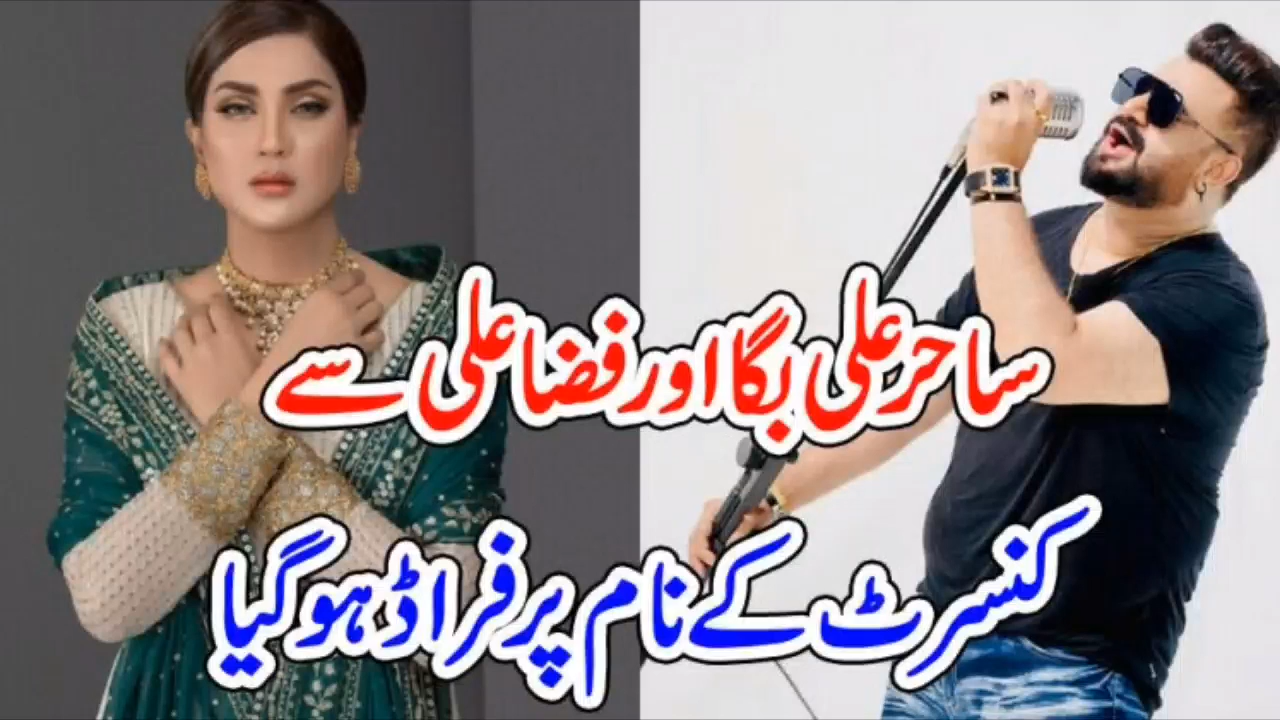 ساحر علی بگا اور فضا علی سے
کنسرٹ کے نام پر فراڈ ہو گیا